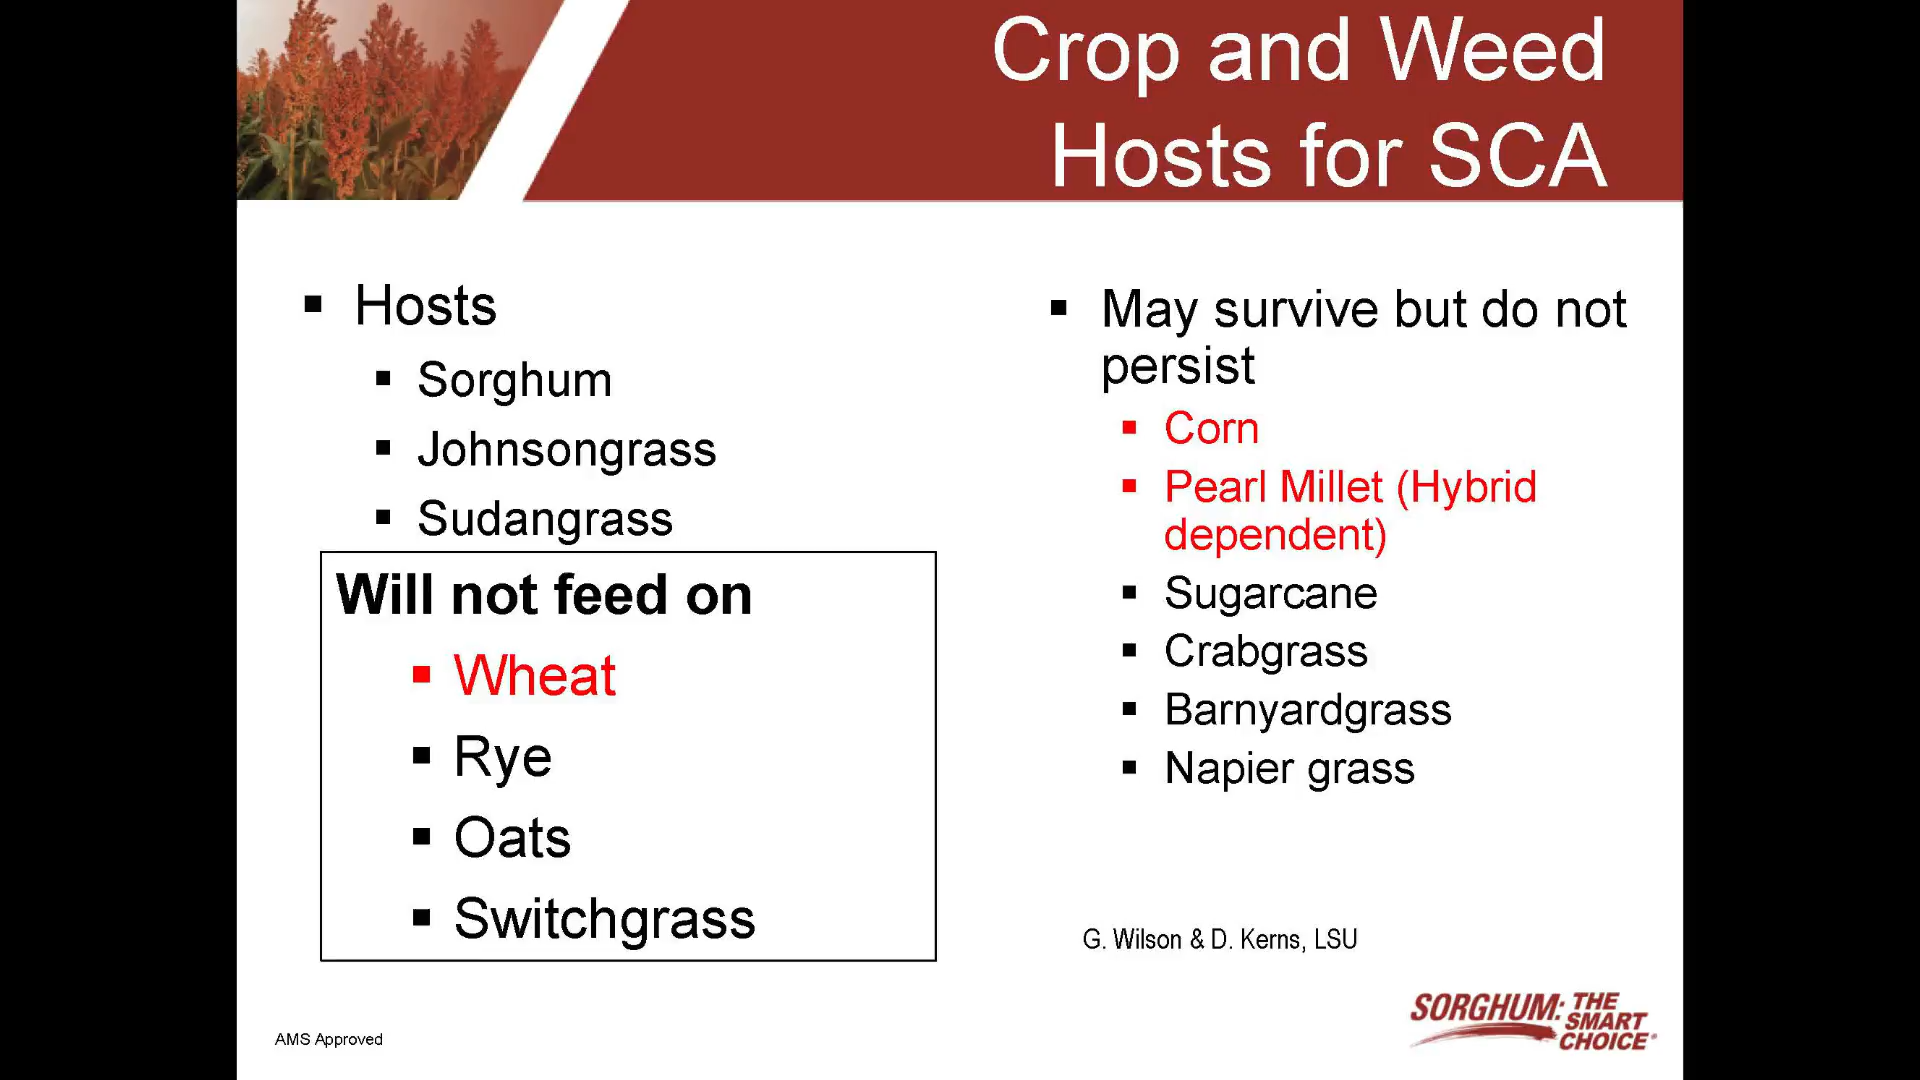 Crop and Weed
Hosts for SCA
▪ Hosts
▪ Sorghum
▪ Johnsongrass
▪ Sudangrass
Will not feed on
▪ Wheat
▪ Rye
▪ Oats
▪ Switchgrass
▪ May survive but do not
persist
▪ Corn
▪ Pearl Millet (Hybrid
dependent)
▪ Sugarcane
▪ Crabgrass
▪ Barnyardgrass
▪ Napier grass
G. Wilson & D. Kerns, LSU
AMS Approved
SORGHUM: THE
SMART
CHOICE